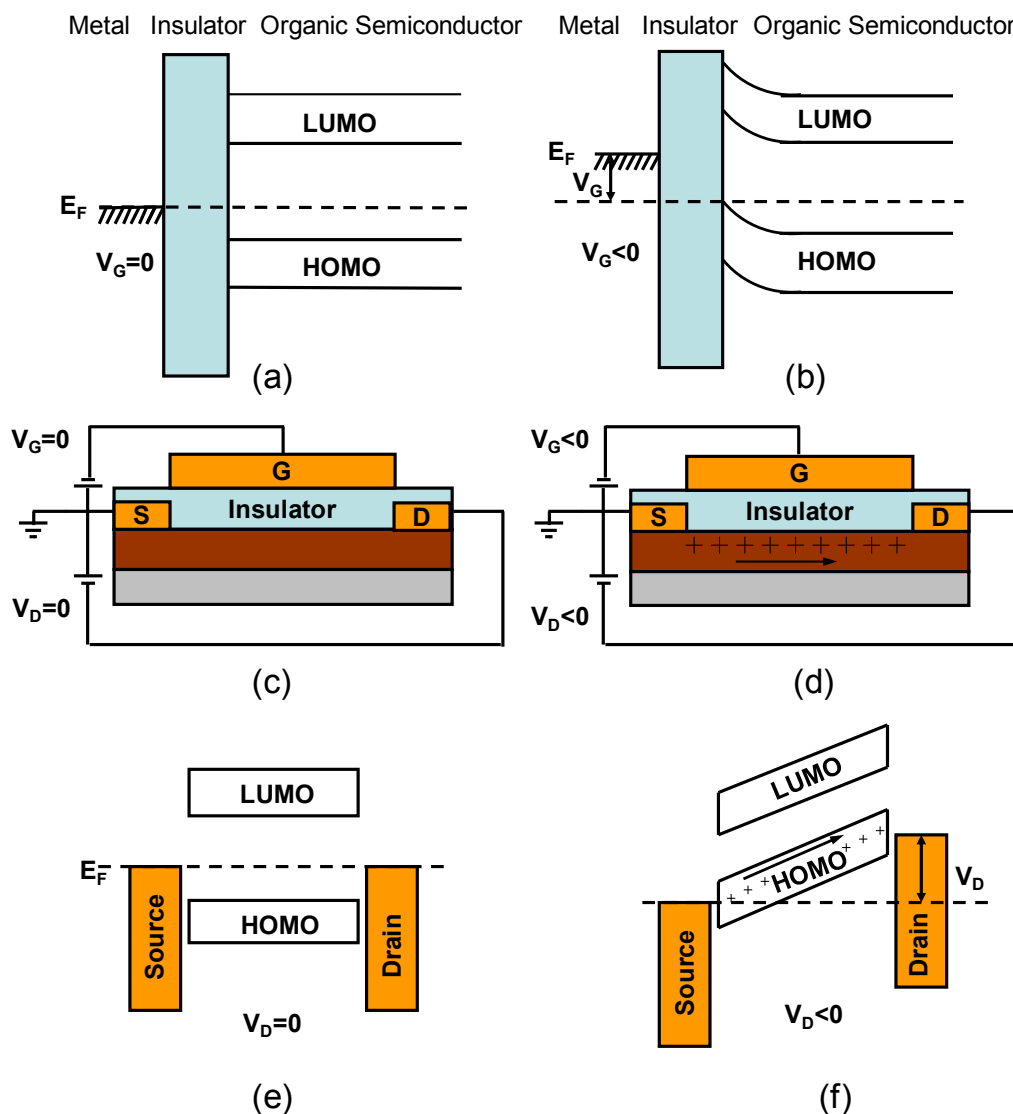 Metal Insulator Organic Semiconductor
LUMO
E_F
V_G=0
HOMO
(a)
Metal Insulator Organic Semiconductor
LUMO
E_F
V_G
V_G<0
HOMO
(b)
V_G=0
G
S
Insulator
D
V_D=0
(c)
V_G<0
G
S
Insulator
D
+ + + + + + + + +
V_D<0
(d)
LUMO
E_F
HOMO
Source
Drain
V_D=0
(e)
LUMO
+ + +
HOMO
+ + +
V_D
Source
Drain
V_D<0
(f)